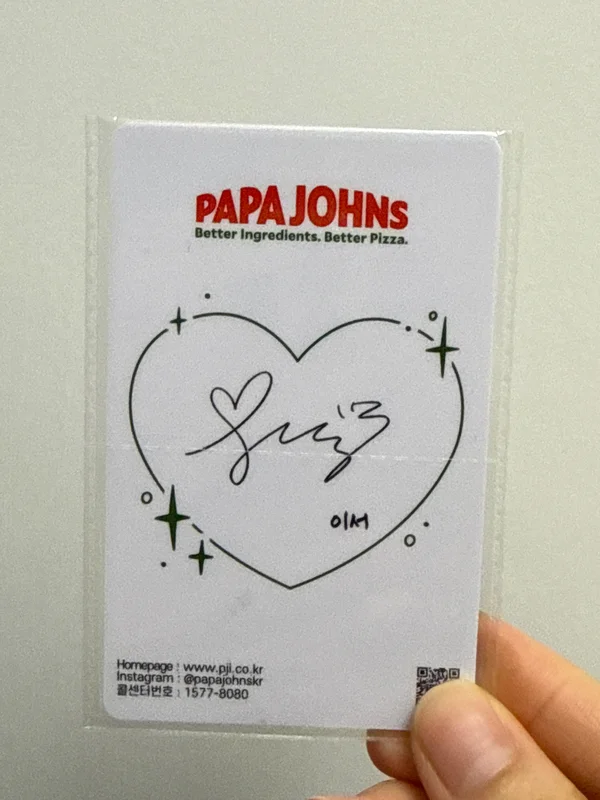 PAPA JOHNS
Better Ingredients. Better Pizza.
이서
Homepage : www.pji.co.kr
Instagram : @papajohnskr
콜센터번호 : 1577-8080